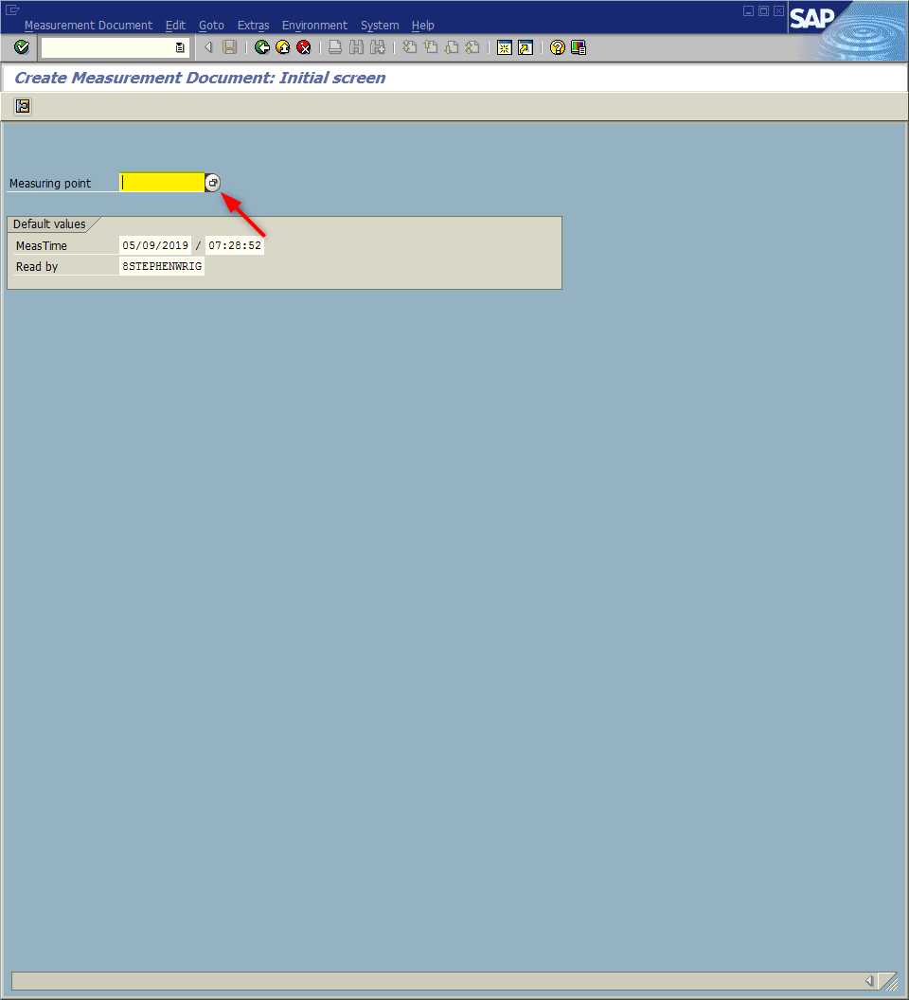 Measurement Document Edit Goto Extras Environment System Help
SAP
Create Measurement Document: Initial screen
Measuring point
Default values
MeasTime 05/09/2019 / 07:28:52
Read by 8STEPHENWRIG